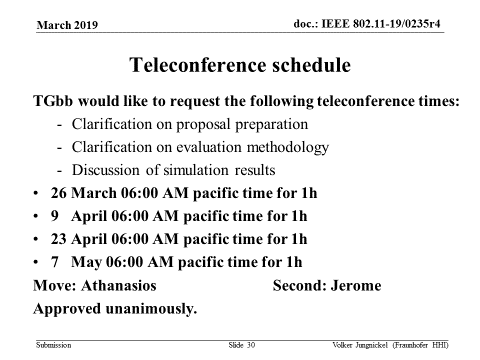 March 2019 doc.: IEEE 802.11-19/0235r4
Teleconference schedule
TGbb would like to request the following teleconference times:
- Clarification on proposal preparation
- Clarification on evaluation methodology
- Discussion of simulation results
• 26 March 06:00 AM pacific time for 1h
• 9 April 06:00 AM pacific time for 1h
• 23 April 06:00 AM pacific time for 1h
• 7 May 06:00 AM pacific time for 1h
Move: Athanasios Second: Jerome
Approved unanimously.
Submission Slide 30 Volker Jungnickel (Fraunhofer HHI)